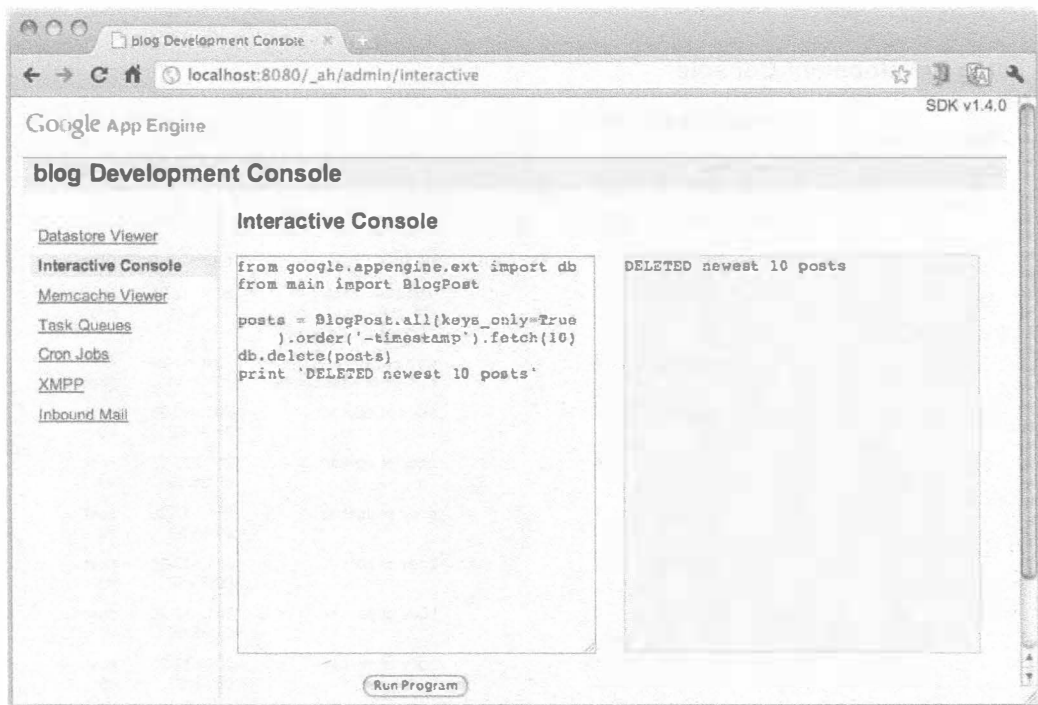 blog Development Console
localhost:8080/_ah/admin/interactive
SDK v1.4.0
Google App Engine
blog Development Console
Datastore Viewer
Interactive Console
Memcache Viewer
Task Queues
Cron Jobs
XMPP
Inbound Mail
Interactive Console
from google.appengine.ext import db
from main import BlogPost
posts = BlogPost.all(keys_only=True
).order('-timestamp').fetch(10)
db.delete(posts)
print 'DELETED newest 10 posts'
DELETED newest 10 posts
Run Program